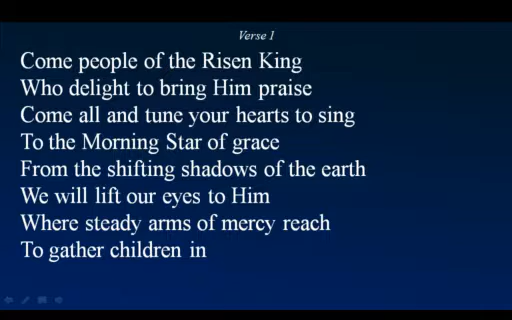 Verse 1
Come people of the Risen King
Who delight to bring Him praise
Come all and tune your hearts to sing
To the Morning Star of grace
From the shifting shadows of the earth
We will lift our eyes to Him
Where steady arms of mercy reach
To gather children in